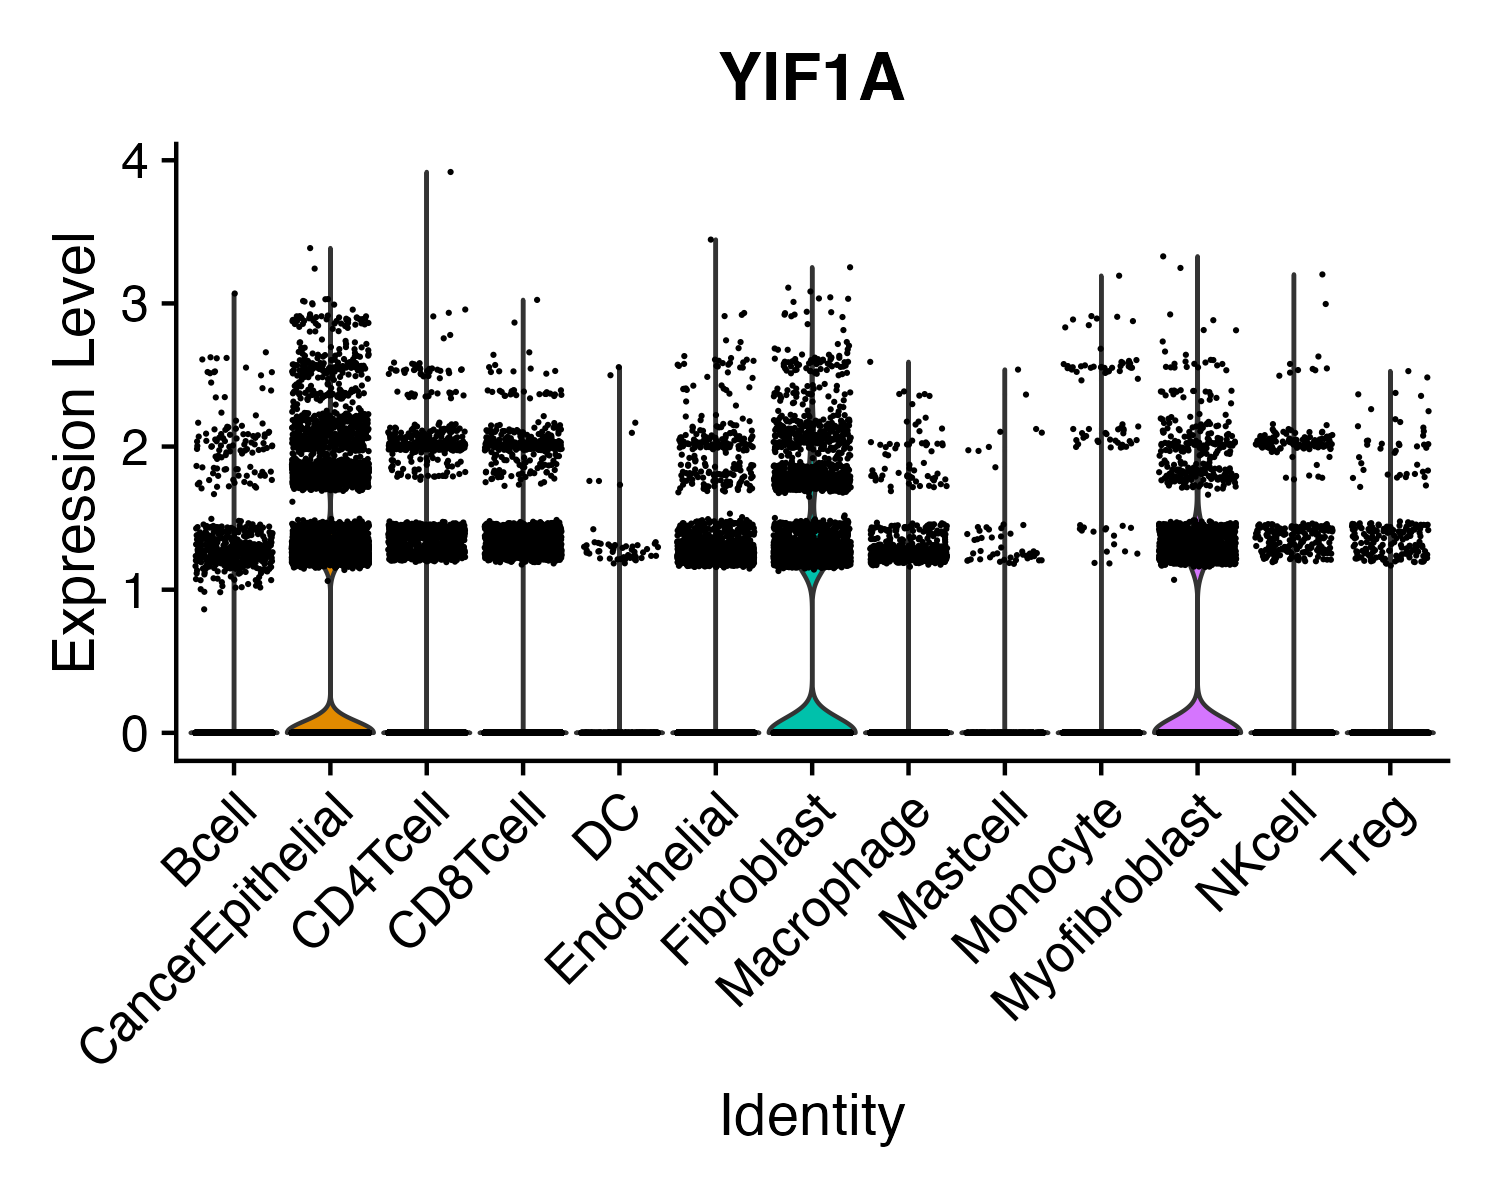 YIF1A
Expression Level
4
3
2
1
0
Bcell
CancerEpithelial
CD4Tcell
CD8Tcell
DC
Endothelial
Fibroblast
Macrophage
Mastcell
Monocyte
Myofibroblast
NKcell
Treg
Identity